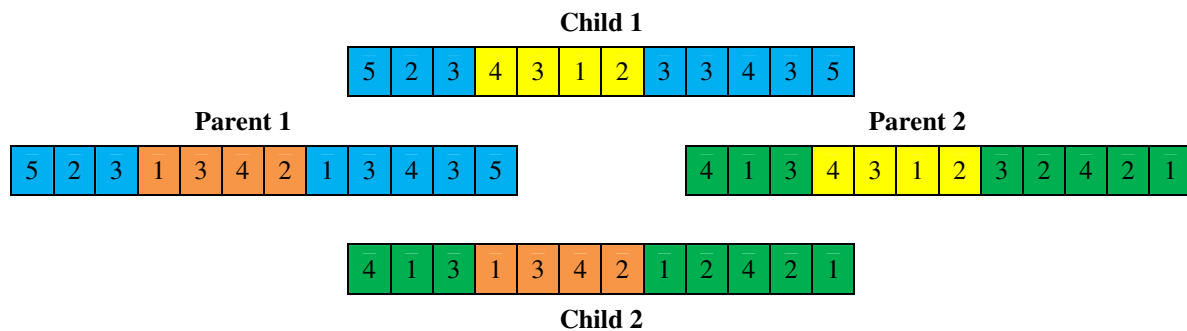 Child 1
5 2 3 4 3 1 2 3 3 4 3 5
Parent 1 Parent 2
5 2 3 1 3 4 2 1 3 4 3 5 4 1 3 4 3 1 2 3 2 4 2 1
4 1 3 1 3 4 2 1 2 4 2 1
Child 2